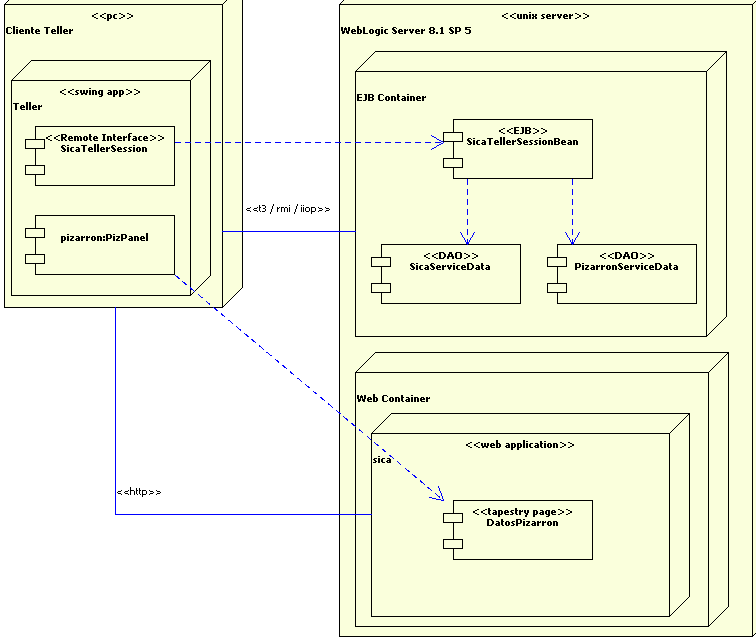 <<pc>>
Cliente Teller
<<swing app>>
Teller
<<Remote Interface>>
SicaTellerSession
pizarron:PizPanel
<<t3 / rmi / iiop>>
<<http>>
<<unix server>>
WebLogic Server 8.1 SP 5
EJB Container
<<EJB>>
SicaTellerSessionBean
<<DAO>>
SicaServiceData
<<DAO>>
PizarronServiceData
Web Container
<<web application>>
sica
<<tapestry page>>
DatosPizarron